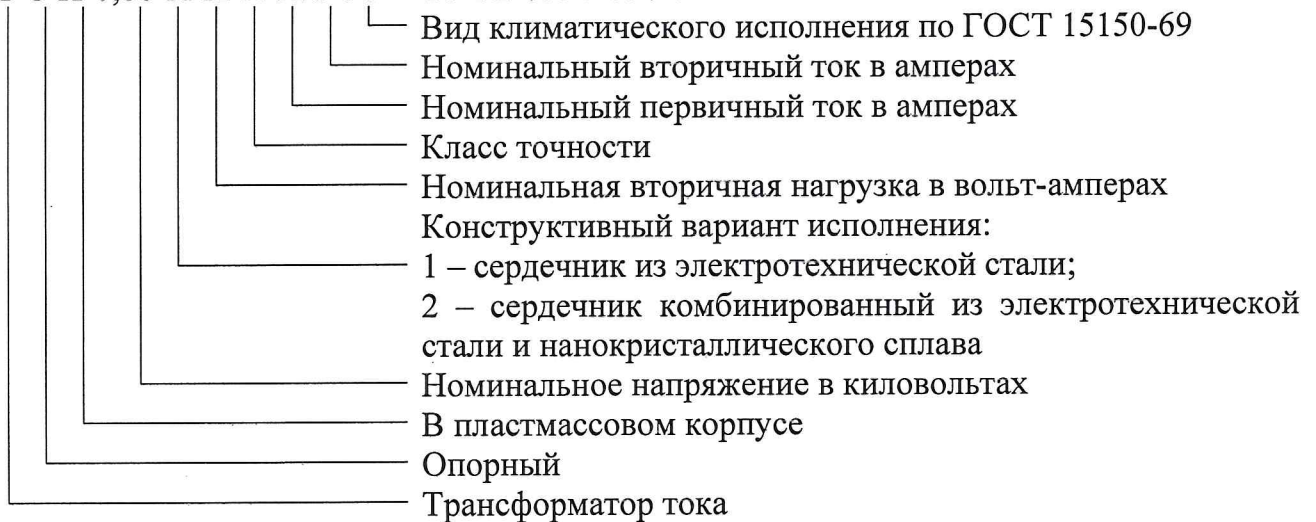 Вид климатического исполнения по ГОСТ 15150-69
Номинальный вторичный ток в амперах
Номинальный первичный ток в амперах
Класс точности
Номинальная вторичная нагрузка в вольт-амперах
Конструктивный вариант исполнения:
1 – сердечник из электротехнической стали;
2 – сердечник комбинированный из электротехнической
стали и нанокристаллического сплава
Номинальное напряжение в киловольтах
В пластмассовом корпусе
Опорный
Трансформатор тока